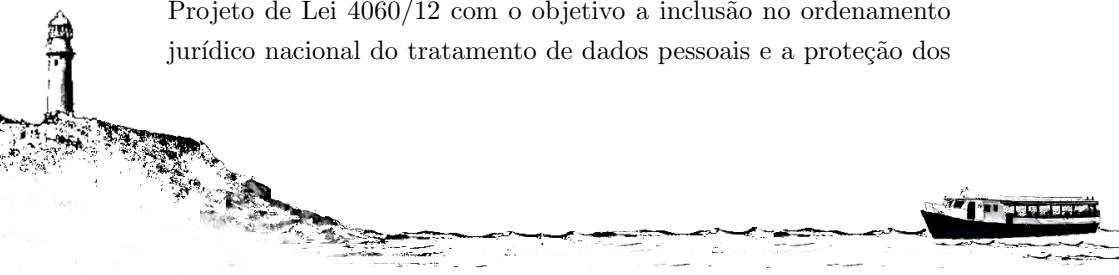 Projeto de Lei 4060/12 com o objetivo a inclusão no ordenamento
jurídico nacional do tratamento de dados pessoais e a proteção dos